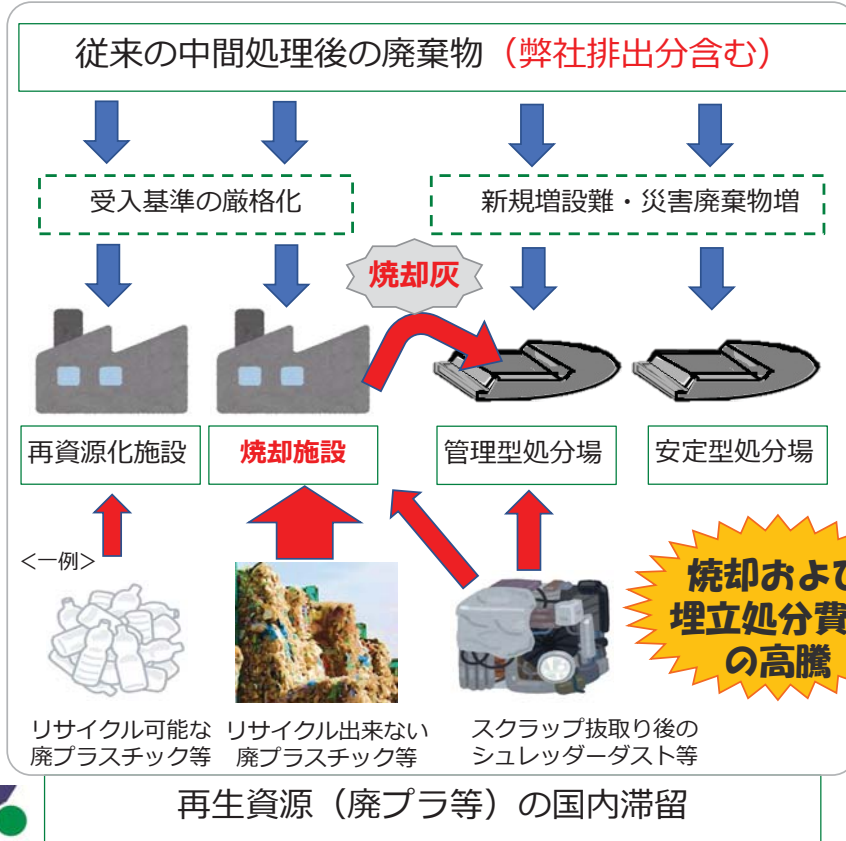 従来の中間処理後の廃棄物（弊社排出分含む）
受入基準の厳格化
新規増設難・災害廃棄物増
焼却灰
再資源化施設
焼却施設
管理型処分場
安定型処分場
＜一例＞
焼却および
埋立処分費
の高騰
リサイクル可能な
廃プラスチック等
リサイクル出来ない
廃プラスチック等
スクラップ抜取り後の
シュレッダーダスト等
再生資源（廃プラ等）の国内滞留